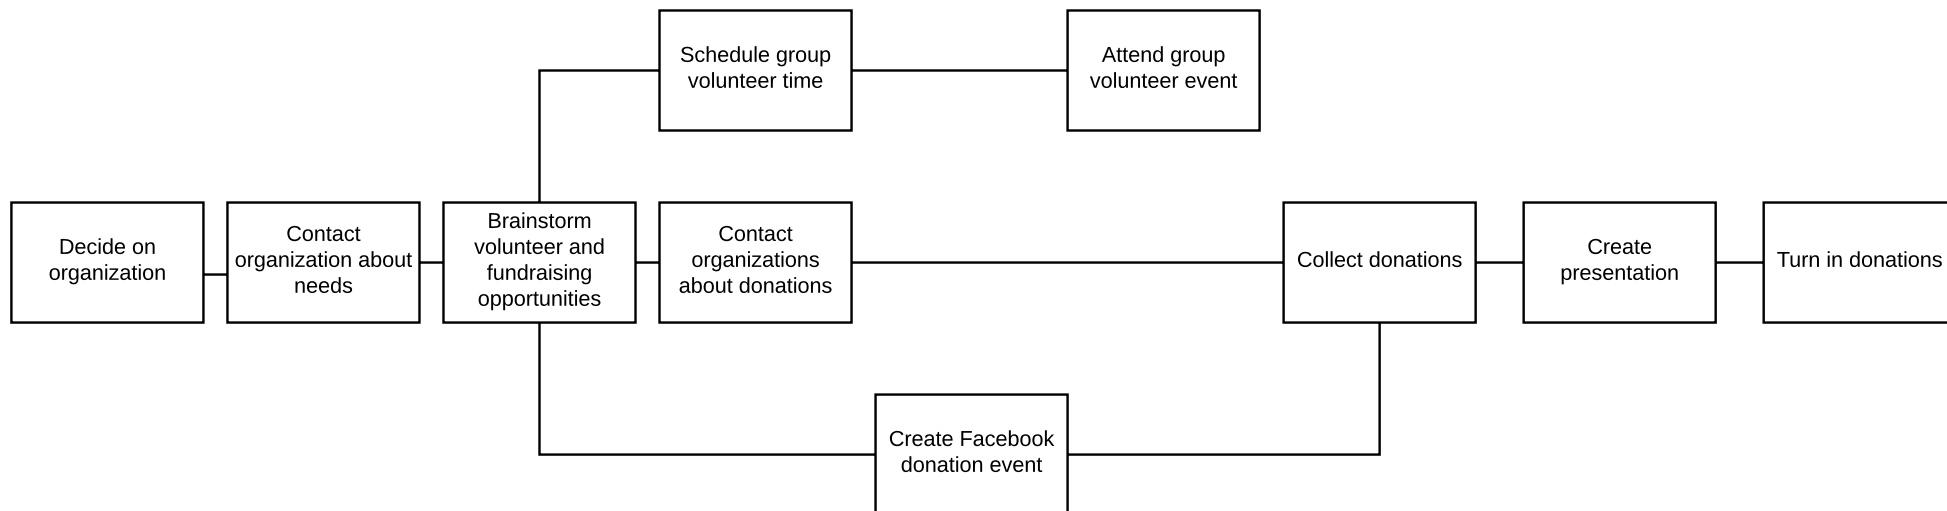 Schedule group
volunteer time
Attend group
volunteer event
Decide on
organization
Contact
organization about
needs
Brainstorm
volunteer and
fundraising
opportunities
Contact
organizations
about donations
Collect donations
Create
presentation
Turn in donations
Create Facebook
donation event